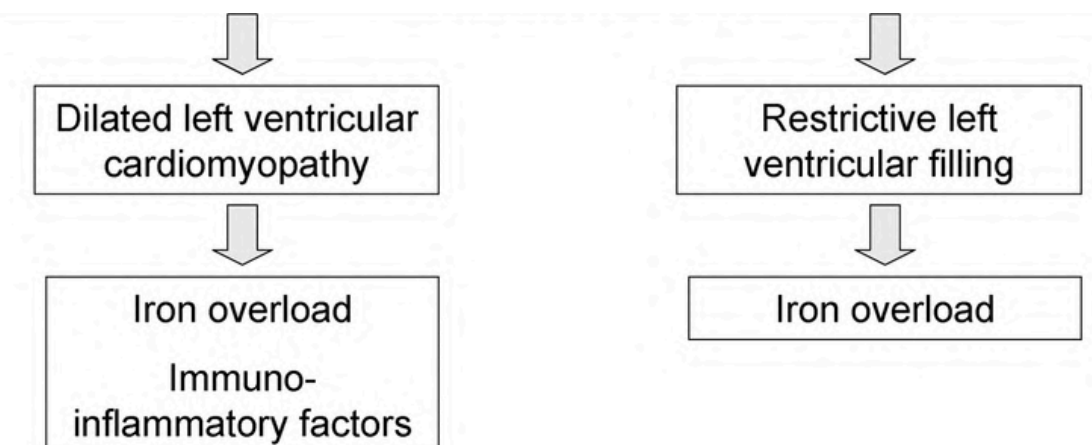 Dilated left ventricular
cardiomyopathy
Restrictive left
ventricular filling
Iron overload
Immuno-
inflammatory factors
Iron overload